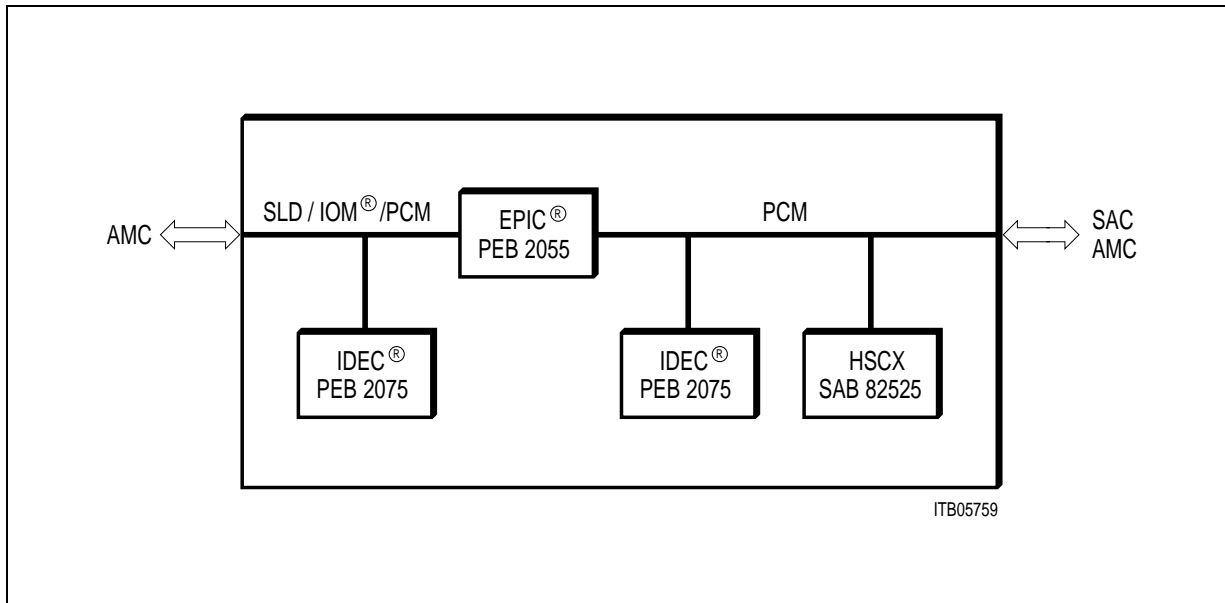 SLD / IOM® /PCM
EPIC®
PEB 2055
PCM
AMC
SAC
AMC
IDEC®
PEB 2075
IDEC®
PEB 2075
HSCX
SAB 82525
ITB05759